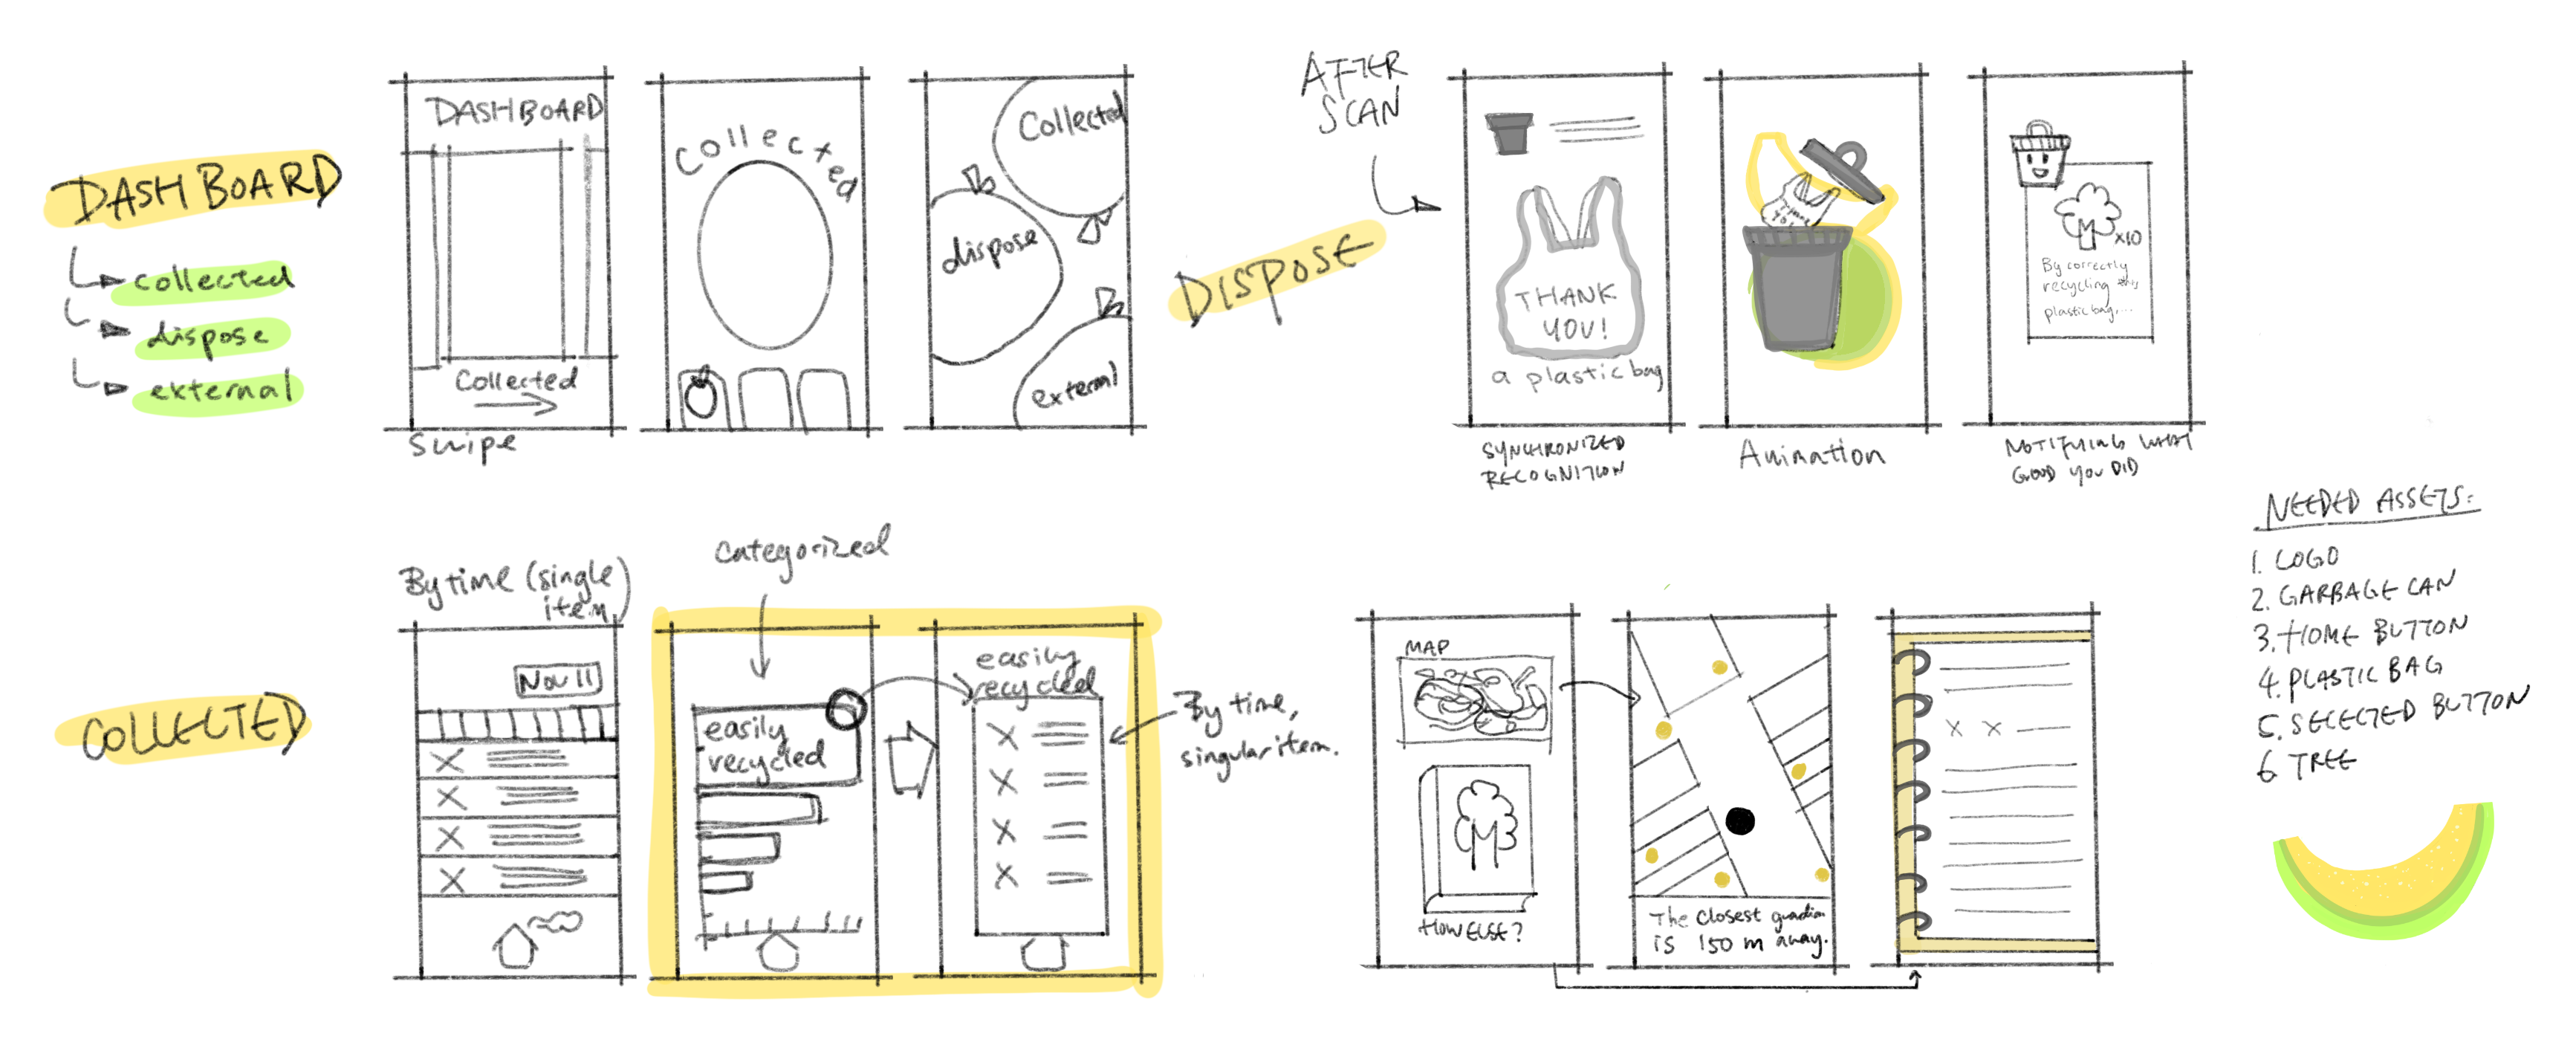 DASHBOARD
collected
dispose
external
DASHBOARD
Collected
Swipe
Collected
Collected
dispose
external
DISPOSE
AFTER
SCAN
THANK
YOU!
a plastic bag
SYNCHRONIZED
RECOGNITION
THANK
YOU
Animation
x10
By correctly
recycling this
plastic bag,...
NOTIFYING WHAT
GOOD YOU DID
COLLECTED
By time (single
item)
Nov 11
Categorized
easily
recycled
easily
recycled
By time,
singular item.
MAP
HOW ELSE?
The closest guardian
is 150 m away.
NEEDED ASSETS:
1. LOGO
2. GARBAGE CAN
3. HOME BUTTON
4. PLASTIC BAG
5. SELECTED BUTTON
6. TREE